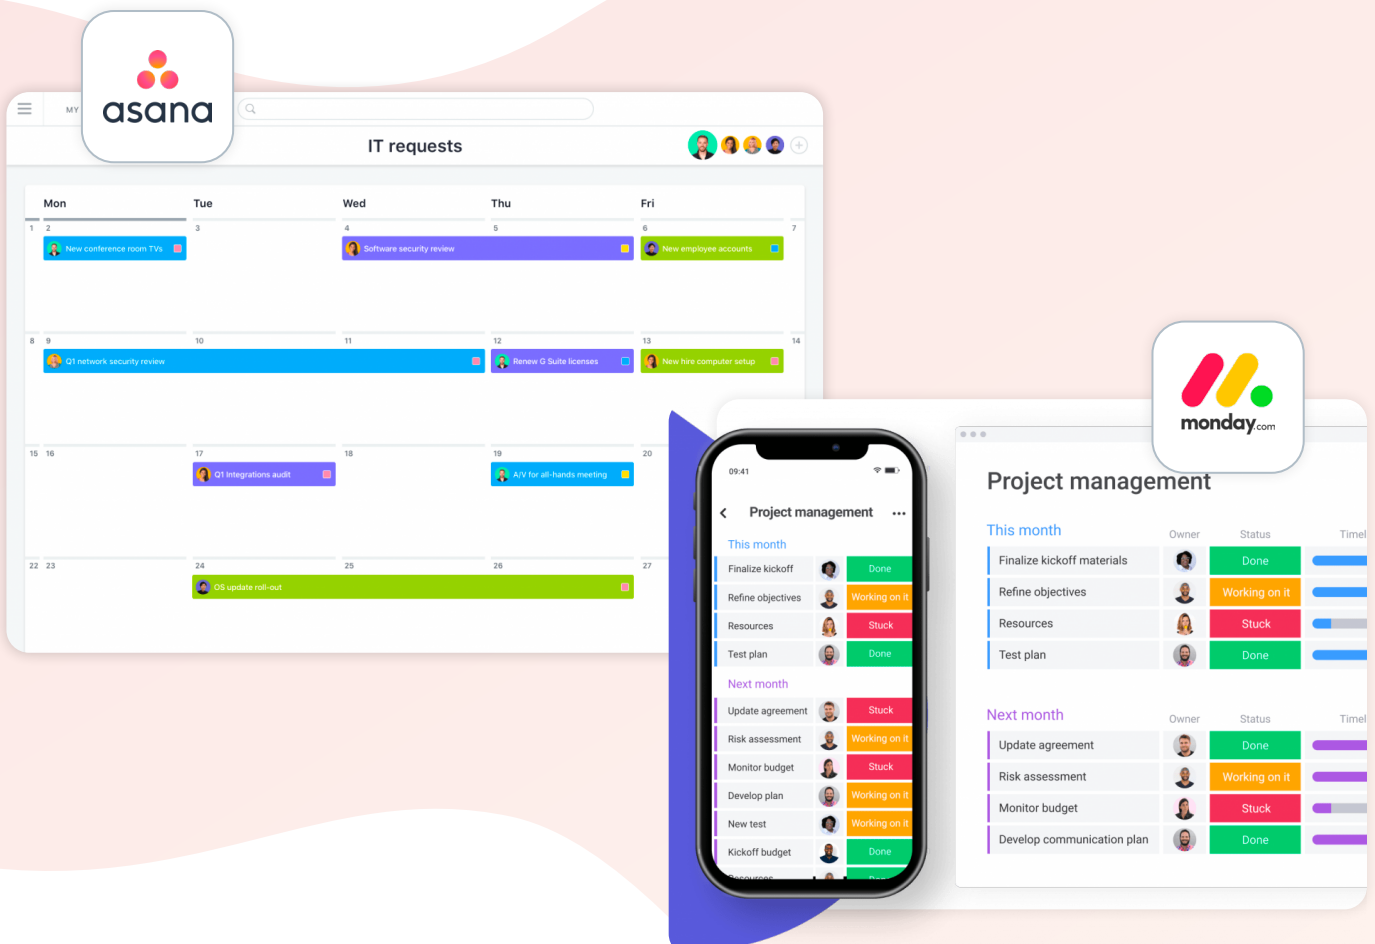 asana
MY
IT requests
Mon Tue Wed Thu Fri
1 2 3 4 5 6 7
New conference room TVs
Software security review
New employee accounts
8 9 10 11 12 13 14
Q1 network security review
Renew G Suite licenses
New hire computer setup
15 16 17 18 19 20
Q1 Integrations audit
A/V for all-hands meeting
22 23 24 25 26 27
OS update roll-out
monday.com
09:41
Project management
This month
Finalize kickoff Done
Refine objectives Working on it
Resources Stuck
Test plan Done
Next month
Update agreement Stuck
Risk assessment Working on it
Monitor budget Stuck
Develop plan Working on it
New test Working on it
Kickoff budget Done
Resources
Project management
This month Owner Status Timel
Finalize kickoff materials Done
Refine objectives Working on it
Resources Stuck
Test plan Done
Next month Owner Status Timel
Update agreement Done
Risk assessment Working on it
Monitor budget Stuck
Develop communication plan Done